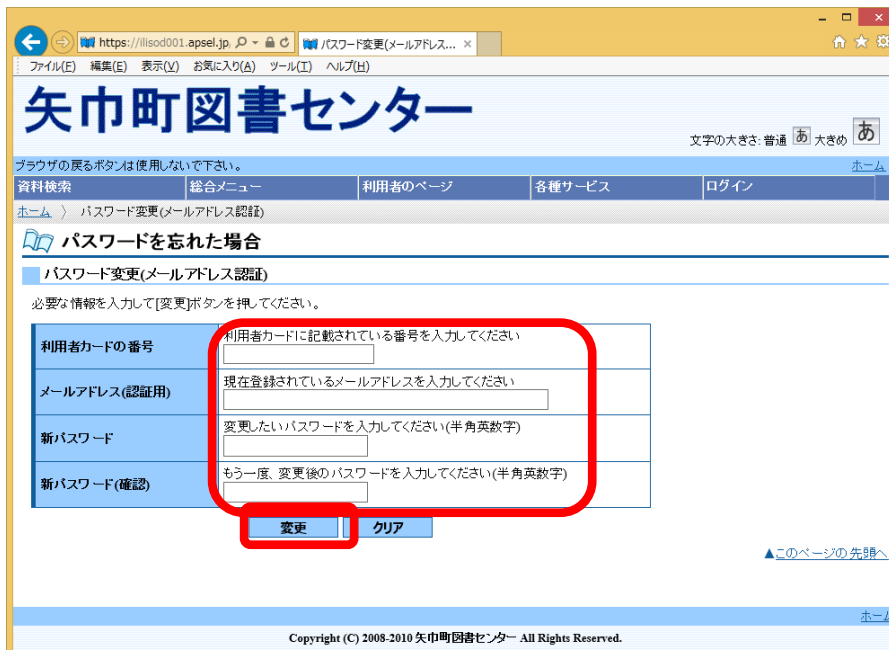 https://ilisod001.apsel.jp,
パスワード変更(メールアドレス... ×
ファイル(F) 編集(E) 表示(V) お気に入り(A) ツール(T) ヘルプ(H)
矢巾町図書センター
文字の大きさ: 普通 あ 大きめ あ
ブラウザの戻るボタンは使用しないで下さい。 ホーム
資料検索 総合メニュー 利用者のページ 各種サービス ログイン
ホーム 〉 パスワード変更(メールアドレス認証)
パスワードを忘れた場合
パスワード変更(メールアドレス認証)
必要な情報を入力して[変更]ボタンを押してください。
利用者カードの番号 利用者カードに記載されている番号を入力してください
メールアドレス(認証用) 現在登録されているメールアドレスを入力してください
新パスワード 変更したいパスワードを入力してください(半角英数字)
新パスワード(確認) もう一度、変更後のパスワードを入力してください(半角英数字)
変更 クリア
▲このページの先頭へ
ホーム
Copyright (C) 2008-2010 矢巾町図書センター All Rights Reserved.